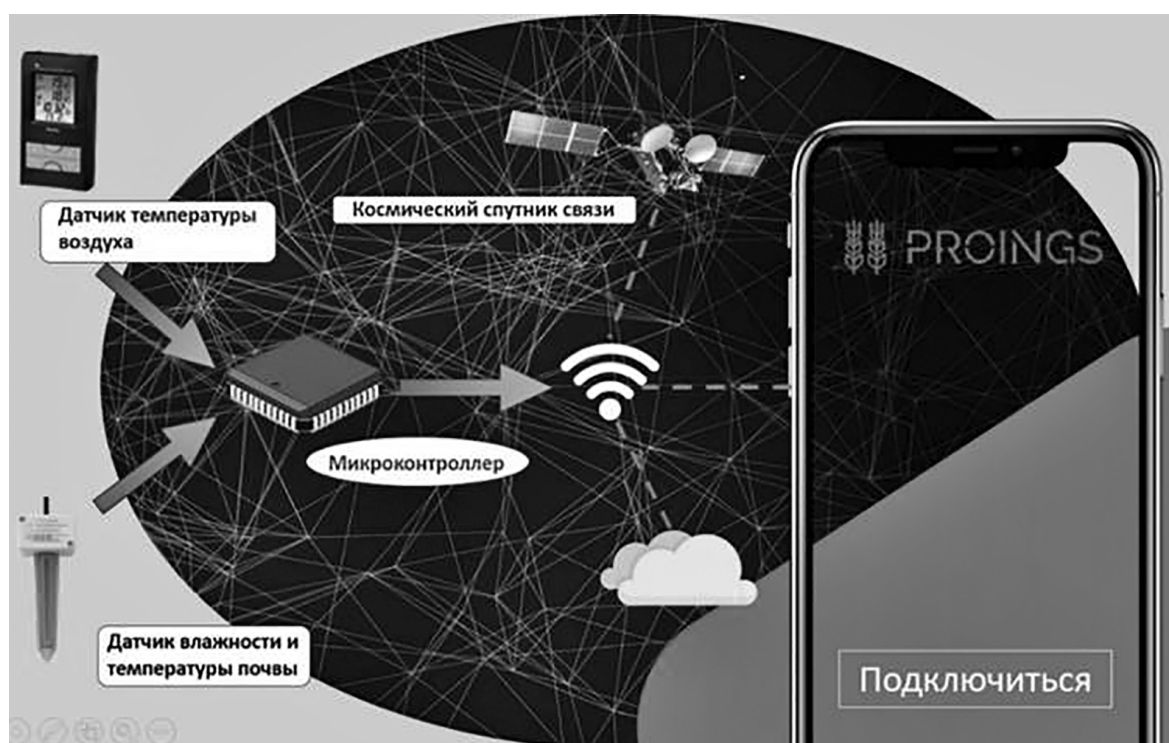 Датчик температуры
воздуха
Космический спутник связи
PROINGS
Микроконтроллер
Датчик влажности и
температуры почвы
Подключиться